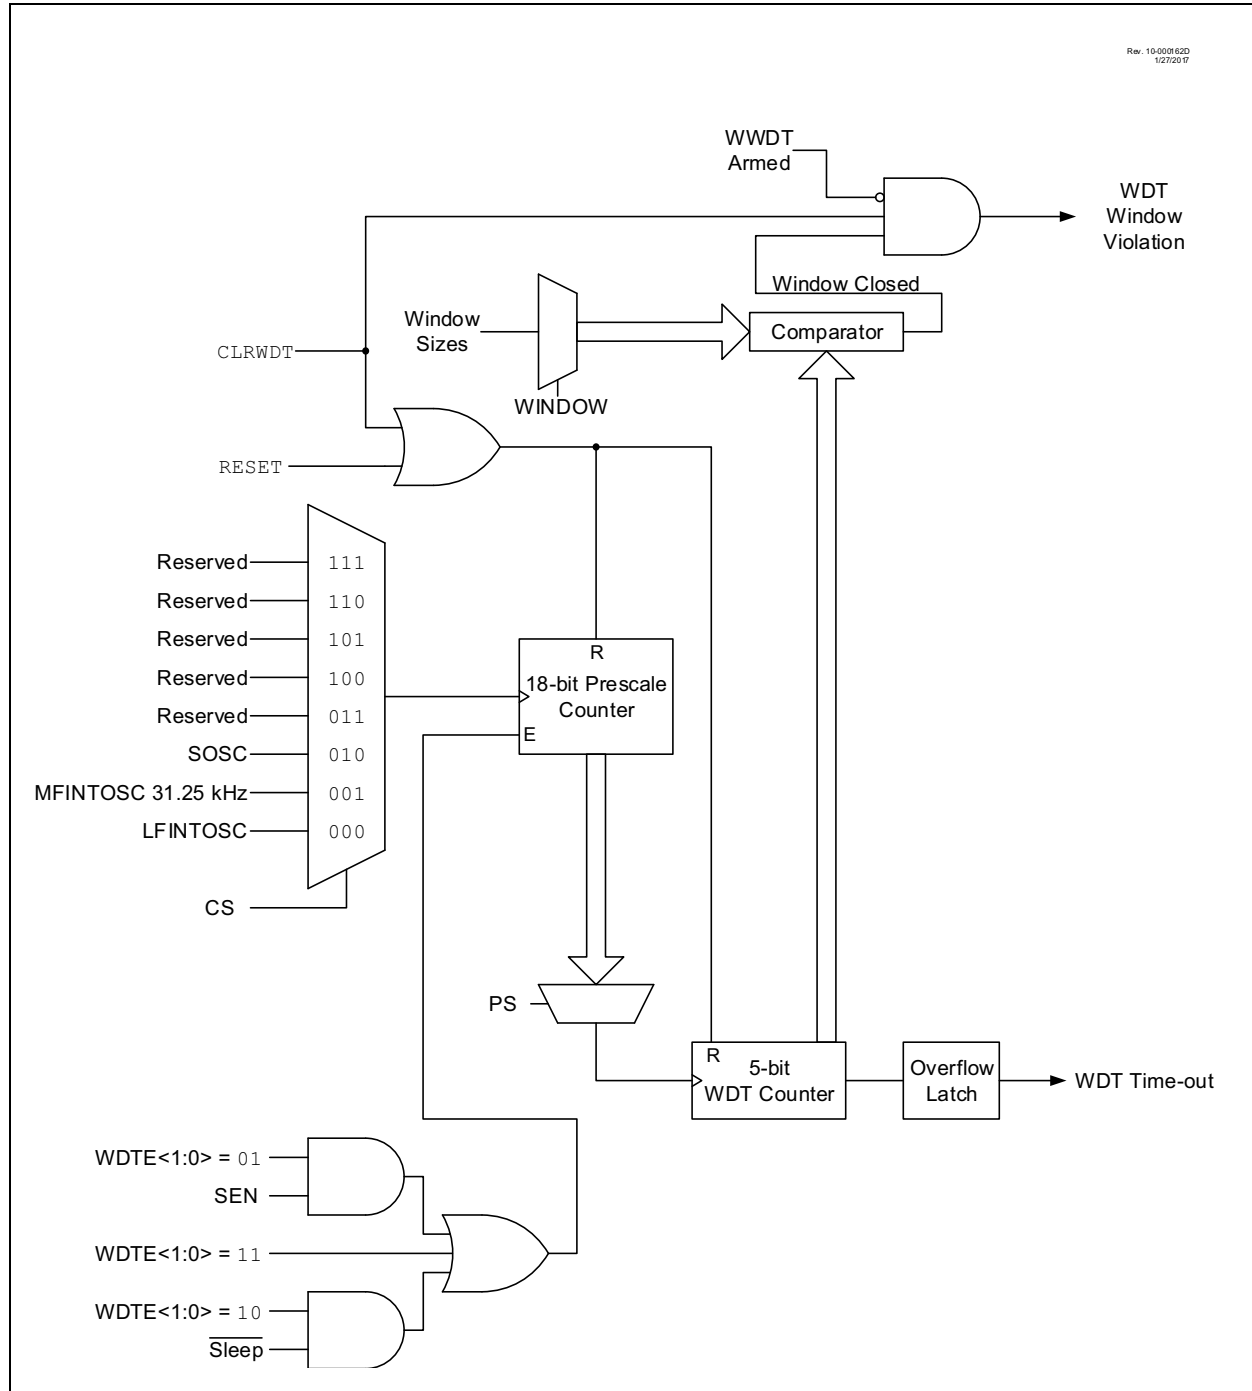 Rev. 10-000162D
1/27/2017
WWDT
Armed
WDT
Window
Violation
Window Closed
Window
Sizes
Comparator
CLRWDT
WINDOW
RESET
Reserved
111
Reserved
110
Reserved
101
Reserved
100
Reserved
011
SOSC
010
MFINTOSC 31.25 kHz
001
LFINTOSC
000
CS
R
18-bit Prescale
Counter
E
PS
R
5-bit
WDT Counter
Overflow
Latch
WDT Time-out
WDTE<1:0> = 01
SEN
WDTE<1:0> = 11
WDTE<1:0> = 10
Sleep